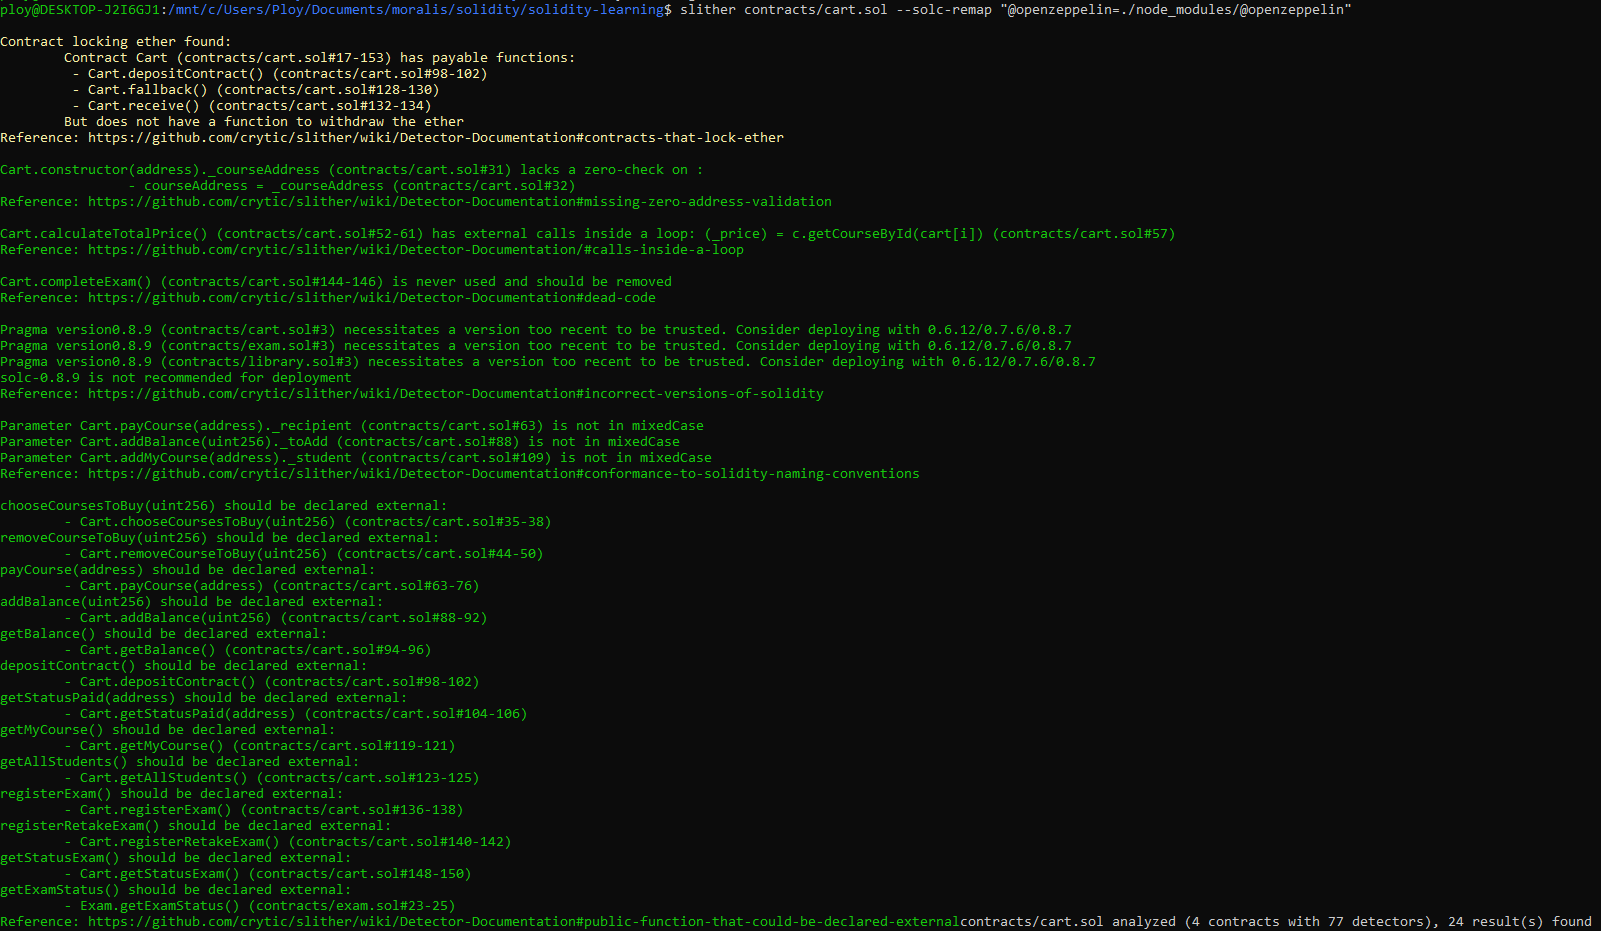 ploy@DESKTOP-J2I6GJ1:/mnt/c/Users/Ploy/Documents/moralis/solidity/solidity-learning$ slither contracts/cart.sol --solc-remap "@openzeppelin=./node_modules/@openzeppelin"
Contract locking ether found:
Contract Cart (contracts/cart.sol#17-153) has payable functions:
- Cart.depositContract() (contracts/cart.sol#98-102)
- Cart.fallback() (contracts/cart.sol#128-130)
- Cart.receive() (contracts/cart.sol#132-134)
But does not have a function to withdraw the ether
Reference: https://github.com/crytic/slither/wiki/Detector-Documentation#contracts-that-lock-ether
Cart.constructor(address)._courseAddress (contracts/cart.sol#31) lacks a zero-check on :
- courseAddress = _courseAddress (contracts/cart.sol#32)
Reference: https://github.com/crytic/slither/wiki/Detector-Documentation#missing-zero-address-validation
Cart.calculateTotalPrice() (contracts/cart.sol#52-61) has external calls inside a loop: (_price) = c.getCourseById(cart[i]) (contracts/cart.sol#57)
Reference: https://github.com/crytic/slither/wiki/Detector-Documentation/#calls-inside-a-loop
Cart.completeExam() (contracts/cart.sol#144-146) is never used and should be removed
Reference: https://github.com/crytic/slither/wiki/Detector-Documentation#dead-code
Pragma version0.8.9 (contracts/cart.sol#3) necessitates a version too recent to be trusted. Consider deploying with 0.6.12/0.7.6/0.8.7
Pragma version0.8.9 (contracts/exam.sol#3) necessitates a version too recent to be trusted. Consider deploying with 0.6.12/0.7.6/0.8.7
Pragma version0.8.9 (contracts/library.sol#3) necessitates a version too recent to be trusted. Consider deploying with 0.6.12/0.7.6/0.8.7
solc-0.8.9 is not recommended for deployment
Reference: https://github.com/crytic/slither/wiki/Detector-Documentation#incorrect-versions-of-solidity
Parameter Cart.payCourse(address)._recipient (contracts/cart.sol#63) is not in mixedCase
Parameter Cart.addBalance(uint256)._toAdd (contracts/cart.sol#88) is not in mixedCase
Parameter Cart.addMyCourse(address)._student (contracts/cart.sol#109) is not in mixedCase
Reference: https://github.com/crytic/slither/wiki/Detector-Documentation#conformance-to-solidity-naming-conventions
chooseCoursesToBuy(uint256) should be declared external:
- Cart.chooseCoursesToBuy(uint256) (contracts/cart.sol#35-38)
removeCourseToBuy(uint256) should be declared external:
- Cart.removeCourseToBuy(uint256) (contracts/cart.sol#44-50)
payCourse(address) should be declared external:
- Cart.payCourse(address) (contracts/cart.sol#63-76)
addBalance(uint256) should be declared external:
- Cart.addBalance(uint256) (contracts/cart.sol#88-92)
getBalance() should be declared external:
- Cart.getBalance() (contracts/cart.sol#94-96)
depositContract() should be declared external:
- Cart.depositContract() (contracts/cart.sol#98-102)
getStatusPaid(address) should be declared external:
- Cart.getStatusPaid(address) (contracts/cart.sol#104-106)
getMyCourse() should be declared external:
- Cart.getMyCourse() (contracts/cart.sol#119-121)
getAllStudents() should be declared external:
- Cart.getAllStudents() (contracts/cart.sol#123-125)
registerExam() should be declared external:
- Cart.registerExam() (contracts/cart.sol#136-138)
registerRetakeExam() should be declared external:
- Cart.registerRetakeExam() (contracts/cart.sol#140-142)
getStatusExam() should be declared external:
- Cart.getStatusExam() (contracts/cart.sol#148-150)
getExamStatus() should be declared external:
- Exam.getExamStatus() (contracts/exam.sol#23-25)
Reference: https://github.com/crytic/slither/wiki/Detector-Documentation#public-function-that-could-be-declared-externalcontracts/cart.sol analyzed (4 contracts with 77 detectors), 24 result(s) found